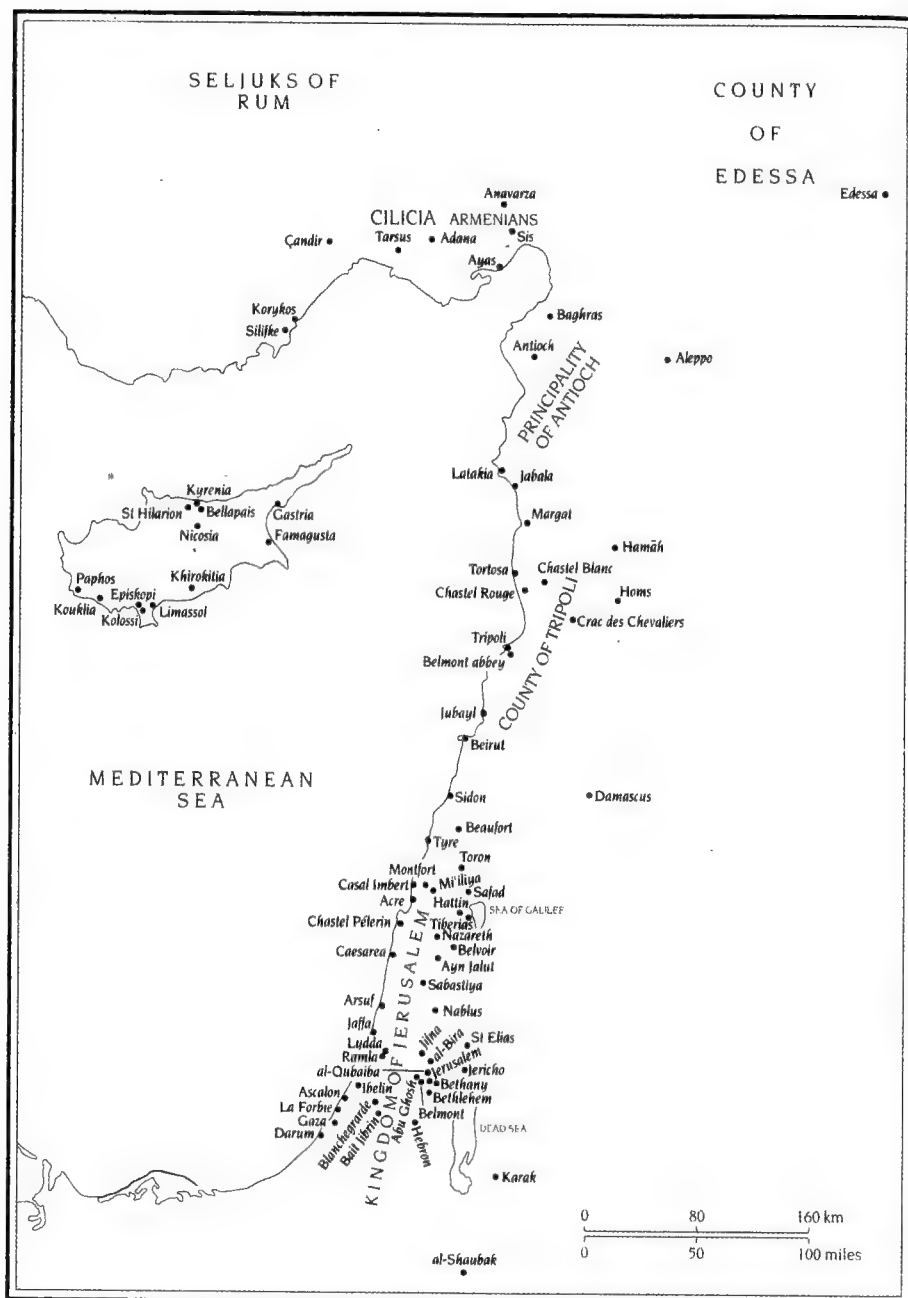 SELJUKS OF
RUM
COUNTY
OF
EDESSA
Edessa
Anavarza
CILICIA ARMENIANS
Çandir
Tarsus
Adana
Sis
Ayas
Korykos
Silifke
Baghras
Antioch
Aleppo
PRINCIPALITY
OF ANTIOCH
Latakia
Jabala
Kyrenia
St Hilarion
Bellapais
Gastria
Nicosia
Famagusta
Margat
Hamāh
Paphos
Khirokitia
Episkopi
Kouklia
Kolossi
Limassol
Tortosa
Chastel Blanc
Chastel Rouge
Homs
Crac des Chevaliers
Tripoli
Belmont abbey
COUNTY OF TRIPOLI
Jubayl
Beirut
MEDITERRANEAN
SEA
Sidon
Damascus
Beaufort
Tyre
Toron
Montfort
Casal Imbert
Mi'iliya
Safad
Acre
Hattin
SEA OF GALILEE
Chastel Pélerin
Tiberias
Nazareth
Belvoir
Caesarea
Ayn Jalut
Sabastiya
Arsuf
Nablus
Jaffa
KINGDOM OF JERUSALEM
Lydda
Jifna
al-Bira
St Elias
Ramla
al-Qubaiba
Jerusalem
Jericho
Ibelin
Bethany
Ascalon
Bethlehem
La Forbie
Abu Ghosh
Belmont
Gaza
Blanchegrarde
Bait Jibrin
Hebron
DEAD SEA
Darum
Karak
0 80 160 km
0 50 100 miles
al-Shaubak